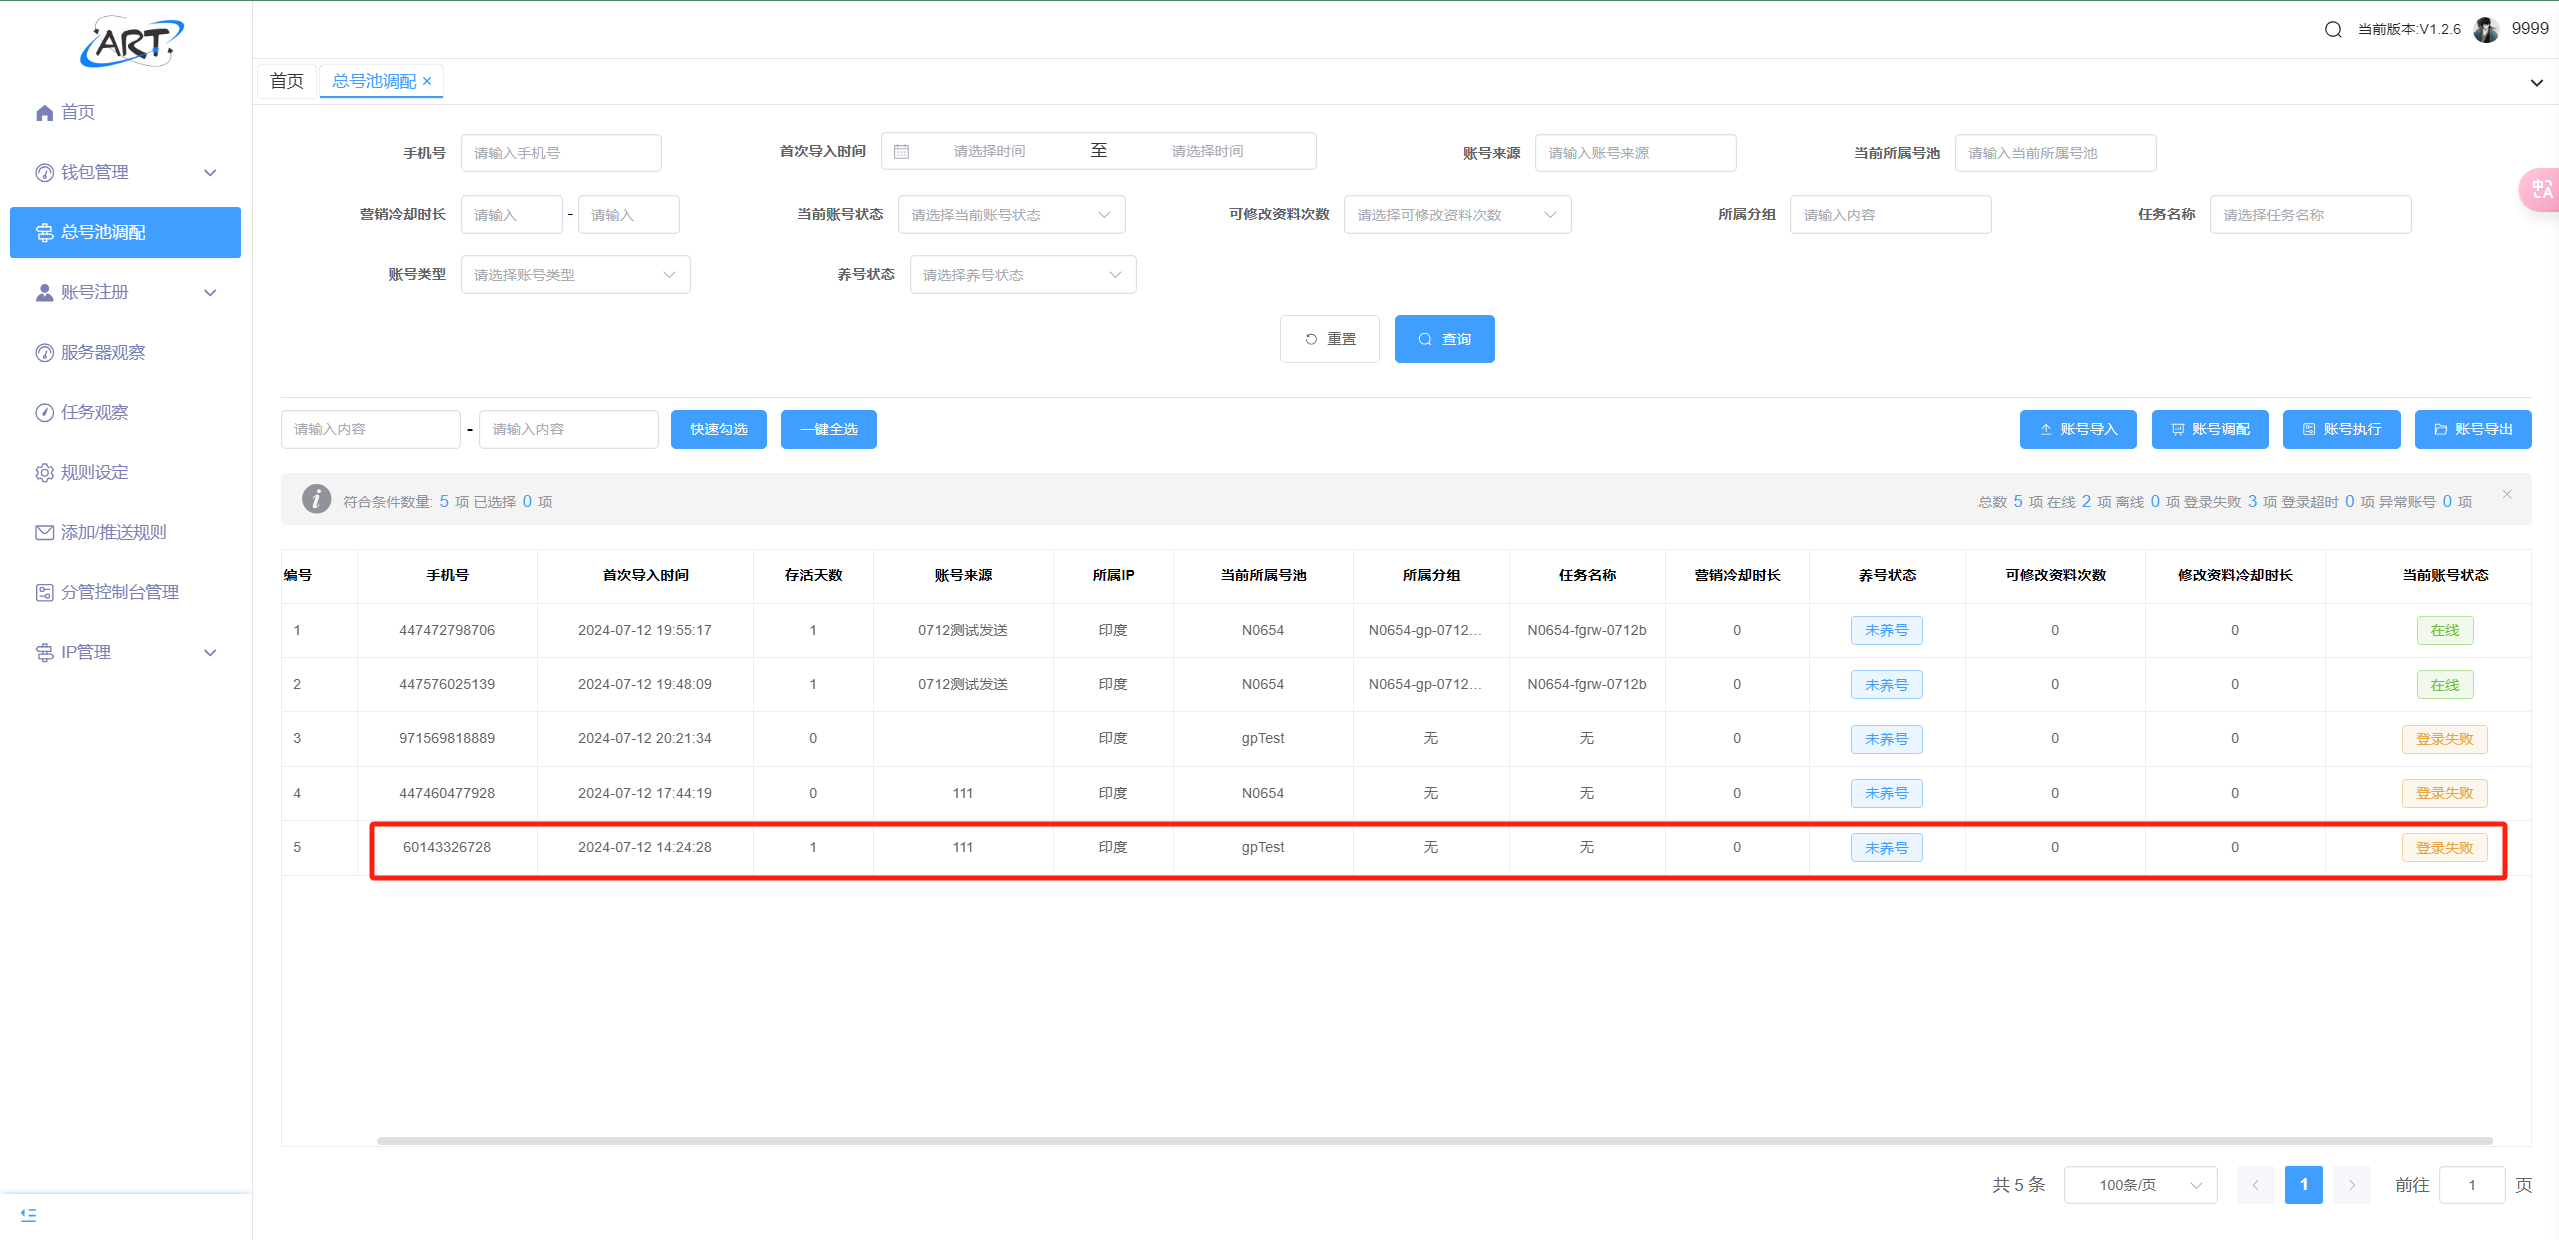 ART
当前版本:V1.2.6 9999
首页 总号池调配
首页
钱包管理
总号池调配
账号注册
服务器观察
任务观察
规则设定
添加/推送规则
分管控制台管理
IP管理
手机号 请输入手机号 首次导入时间 请选择时间 至 请选择时间 账号来源 请输入账号来源 当前所属号池 请输入当前所属号池
营销冷却时长 请输入 - 请输入 当前账号状态 请选择当前账号状态 可修改资料次数 请选择可修改资料次数 所属分组 请输入内容 任务名称 请选择任务名称
账号类型 请选择账号类型 养号状态 请选择养号状态
重置 查询
请输入内容 - 请输入内容 快速勾选 一键全选 账号导入 账号调配 账号执行 账号导出
符合条件数量: 5 项 已选择 0 项 总数 5 项 在线 2 项 离线 0 项 登录失败 3 项 登录超时 0 项 异常账号 0 项
编号 手机号 首次导入时间 存活天数 账号来源 所属IP 当前所属号池 所属分组 任务名称 营销冷却时长 养号状态 可修改资料次数 修改资料冷却时长 当前账号状态
1 447472798706 2024-07-12 19:55:17 1 0712测试发送 印度 N0654 N0654-gp-0712... N0654-fgrw-0712b 0 未养号 0 0 在线
2 447576025139 2024-07-12 19:48:09 1 0712测试发送 印度 N0654 N0654-gp-0712... N0654-fgrw-0712b 0 未养号 0 0 在线
3 971569818889 2024-07-12 20:21:34 0 印度 gpTest 无 无 0 未养号 0 0 登录失败
4 447460477928 2024-07-12 17:44:19 0 111 印度 N0654 无 无 0 未养号 0 0 登录失败
5 60143326728 2024-07-12 14:24:28 1 111 印度 gpTest 无 无 0 未养号 0 0 登录失败
共 5 条 100条/页 1 前往 1 页